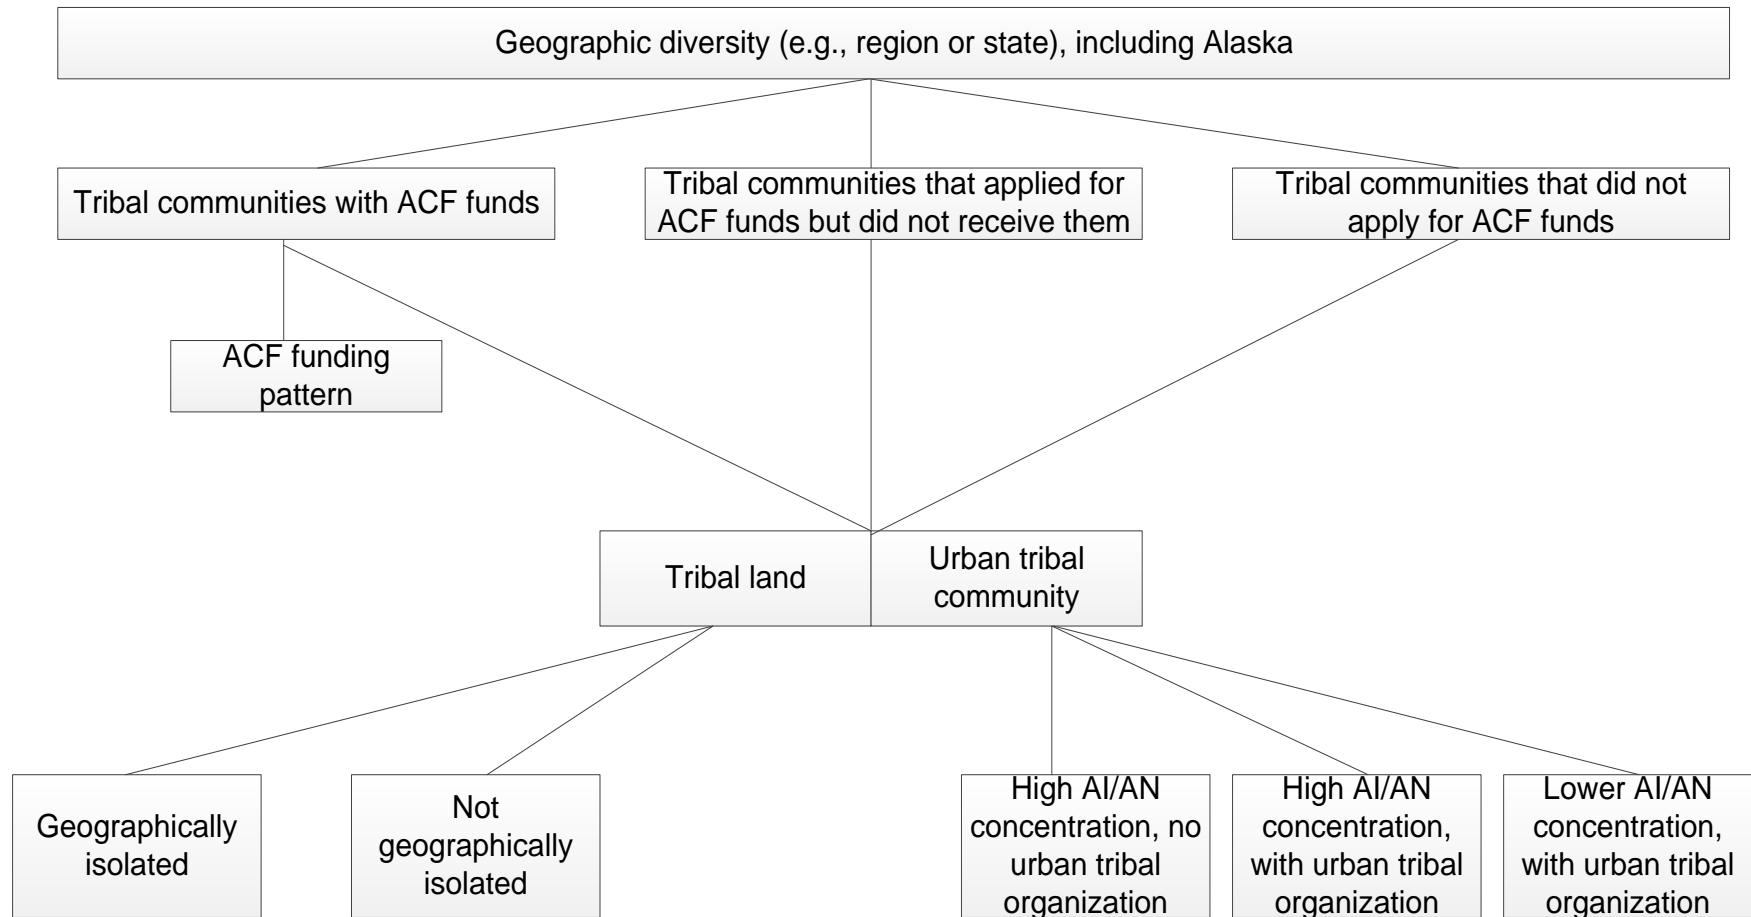 Geographic diversity (e.g., region or state), including Alaska
Tribal communities with ACF funds
Tribal communities that applied for
ACF funds but did not receive them
Tribal communities that did not
apply for ACF funds
ACF funding
pattern
Tribal land
Urban tribal
community
Geographically
isolated
Not
geographically
isolated
High AI/AN
concentration, no
urban tribal
organization
High AI/AN
concentration,
with urban tribal
organization
Lower AI/AN
concentration,
with urban tribal
organization